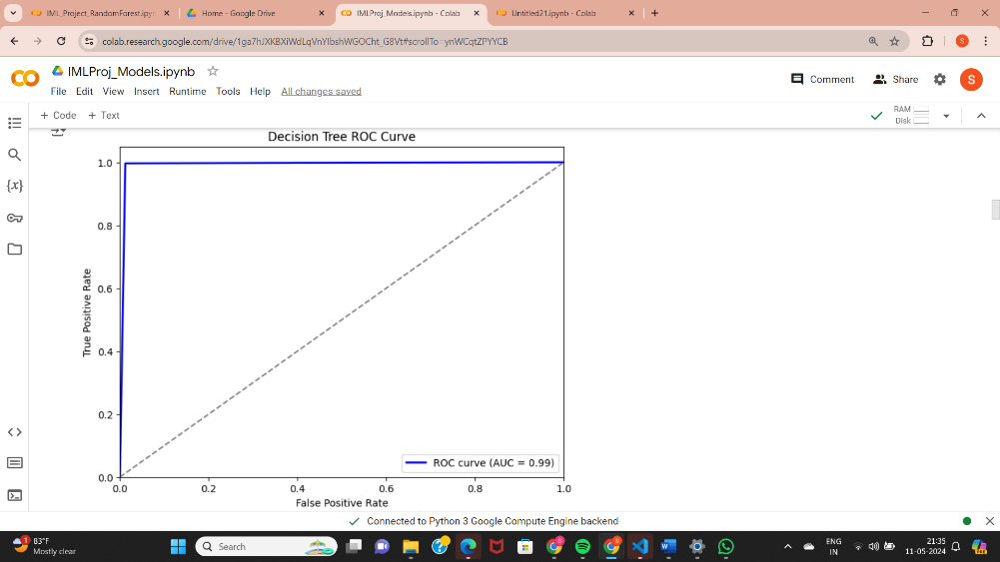 IML_Project_RandomForest.ipyn
Home - Google Drive
IMLProj_Models.ipynb - Colab
Untitled21.ipynb - Colab
colab.research.google.com/drive/1ga7hJXKBXiWdLqVnYlbshWGOCht_G8Vt#scrollTo=ynWCqtZPYYCB
S
IMLProj_Models.ipynb
Comment
Share
S
File Edit View Insert Runtime Tools Help All changes saved
+ Code + Text
RAM
Disk
Decision Tree ROC Curve
1.0
0.8
0.6
0.4
0.2
0.0
True Positive Rate
ROC curve (AUC = 0.99)
0.0 0.2 0.4 0.6 0.8 1.0
False Positive Rate
{x}
Connected to Python 3 Google Compute Engine backend
1
83°F
Mostly clear
Search
ENG
IN
21:35
11-05-2024